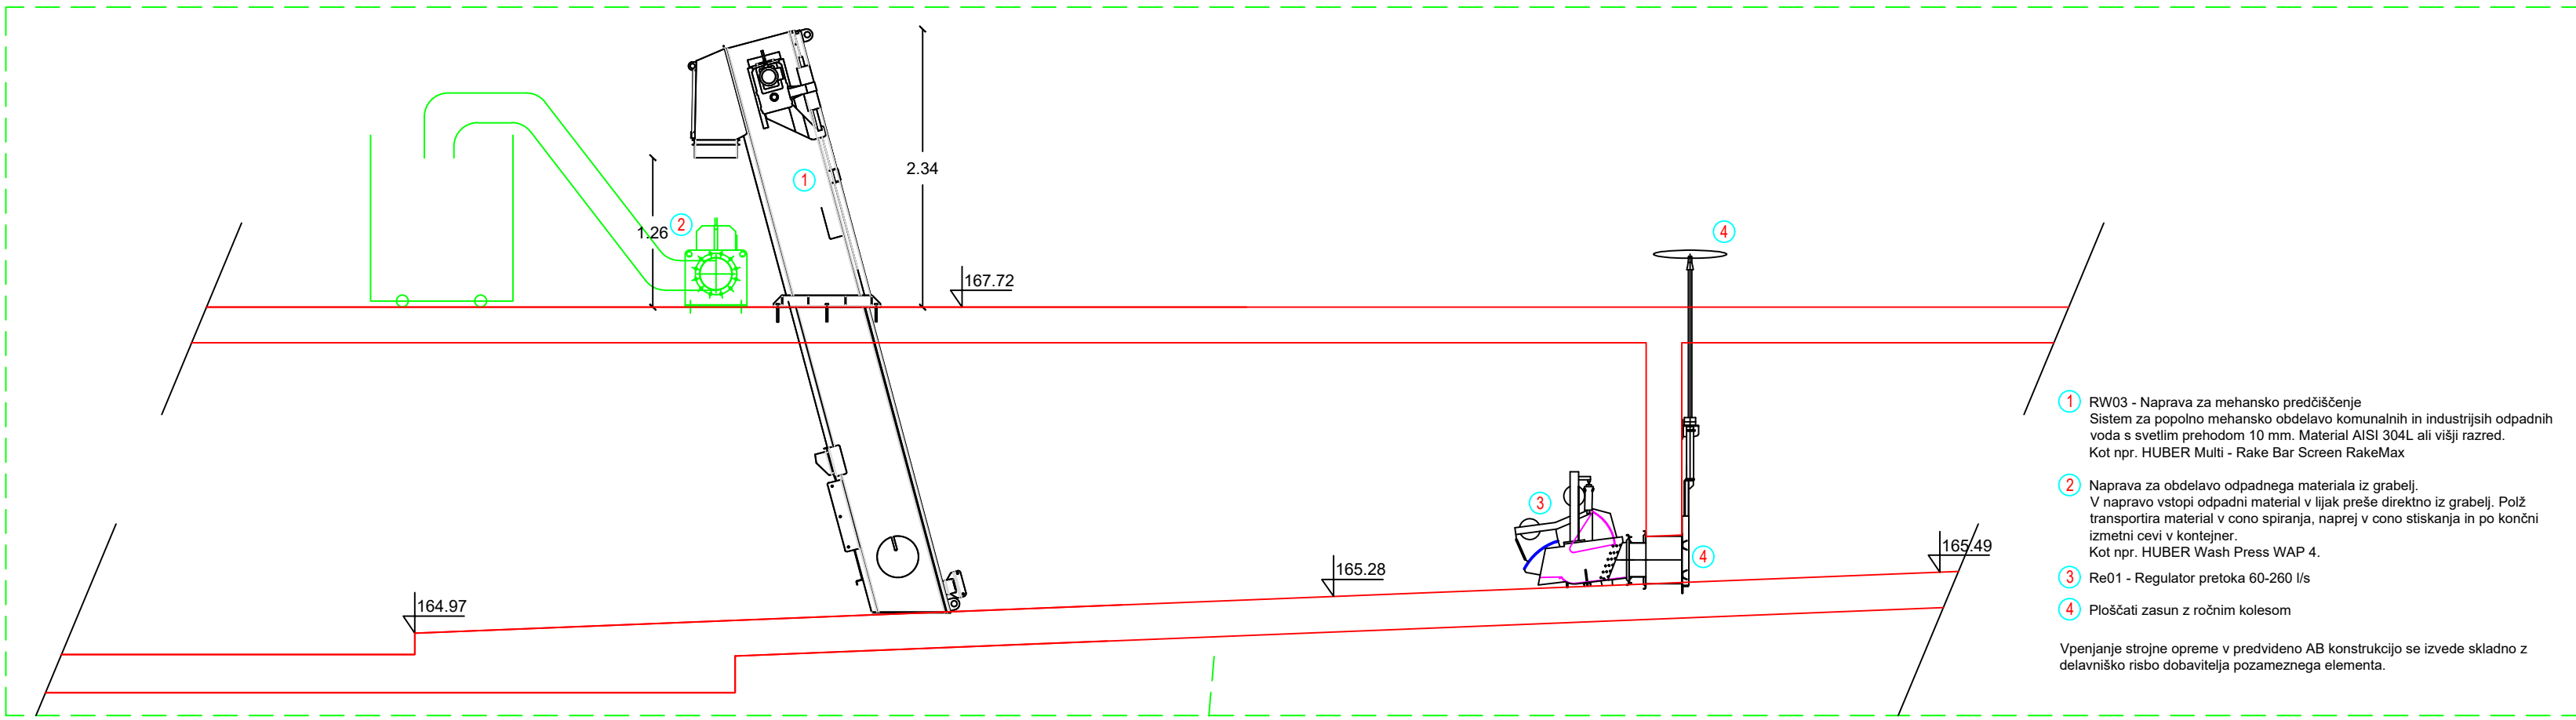 2.34
1
2
1.26
4
167.72
1 RW03 - Naprava za mehansko predčiščenje
Sistem za popolno mehansko obdelavo komunalnih in industrijsih odpadnih
voda s svetlim prehodom 10 mm. Material AISI 304L ali višji razred.
Kot npr. HUBER Multi - Rake Bar Screen RakeMax
2 Naprava za obdelavo odpadnega materiala iz grabelj.
V napravo vstopi odpadni material v lijak preše direktno iz grabelj. Polž
transportira material v cono spiranja, naprej v cono stiskanja in po končni
izmetni cevi v kontejner.
Kot npr. HUBER Wash Press WAP 4.
3 Re01 - Regulator pretoka 60-260 l/s
4 Ploščati zasun z ročnim kolesom
Vpenjanje strojne opreme v predvideno AB konstrukcijo se izvede skladno z
delavniško risbo dobavitelja pozameznega elementa.
3
4
165.49
165.28
164.97